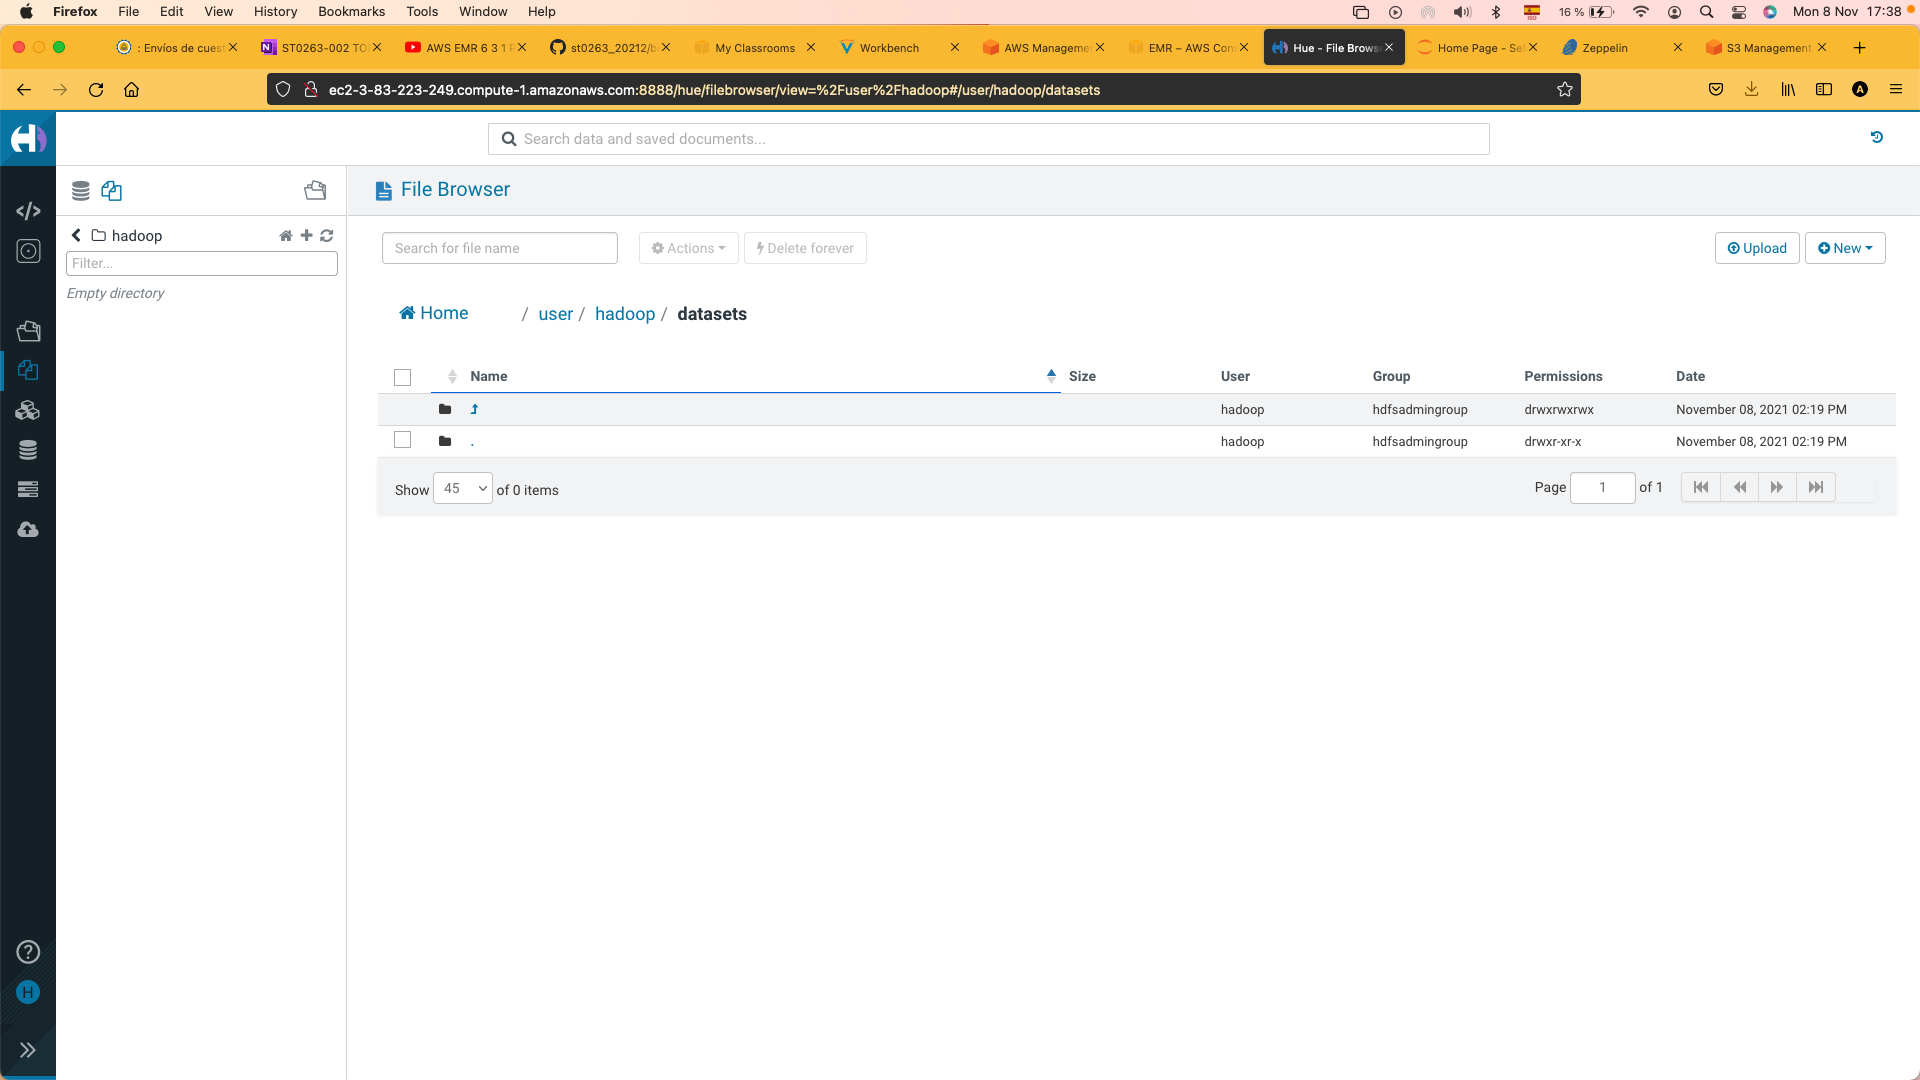 Firefox File Edit View History Bookmarks Tools Window Help 16 % Mon 8 Nov 17:38
: Envíos de cuest ST0263-002 TO AWS EMR 6 3 1 P st0263_20212/b My Classrooms Workbench AWS Manageme EMR – AWS Con Hue - File Brows Home Page - Sel Zeppelin S3 Management
ec2-3-83-223-249.compute-1.amazonaws.com:8888/hue/filebrowser/view=%2Fuser%2Fhadoop#/user/hadoop/datasets A
Search data and saved documents...
File Browser
hadoop
Filter...
Empty directory
Search for file name Actions Delete forever Upload New
Home / user / hadoop / datasets
Name Size User Group Permissions Date
hadoop hdfsadmingroup drwxrwxrwx November 08, 2021 02:19 PM
. hadoop hdfsadmingroup drwxr-xr-x November 08, 2021 02:19 PM
Show 45 of 0 items Page 1 of 1
H